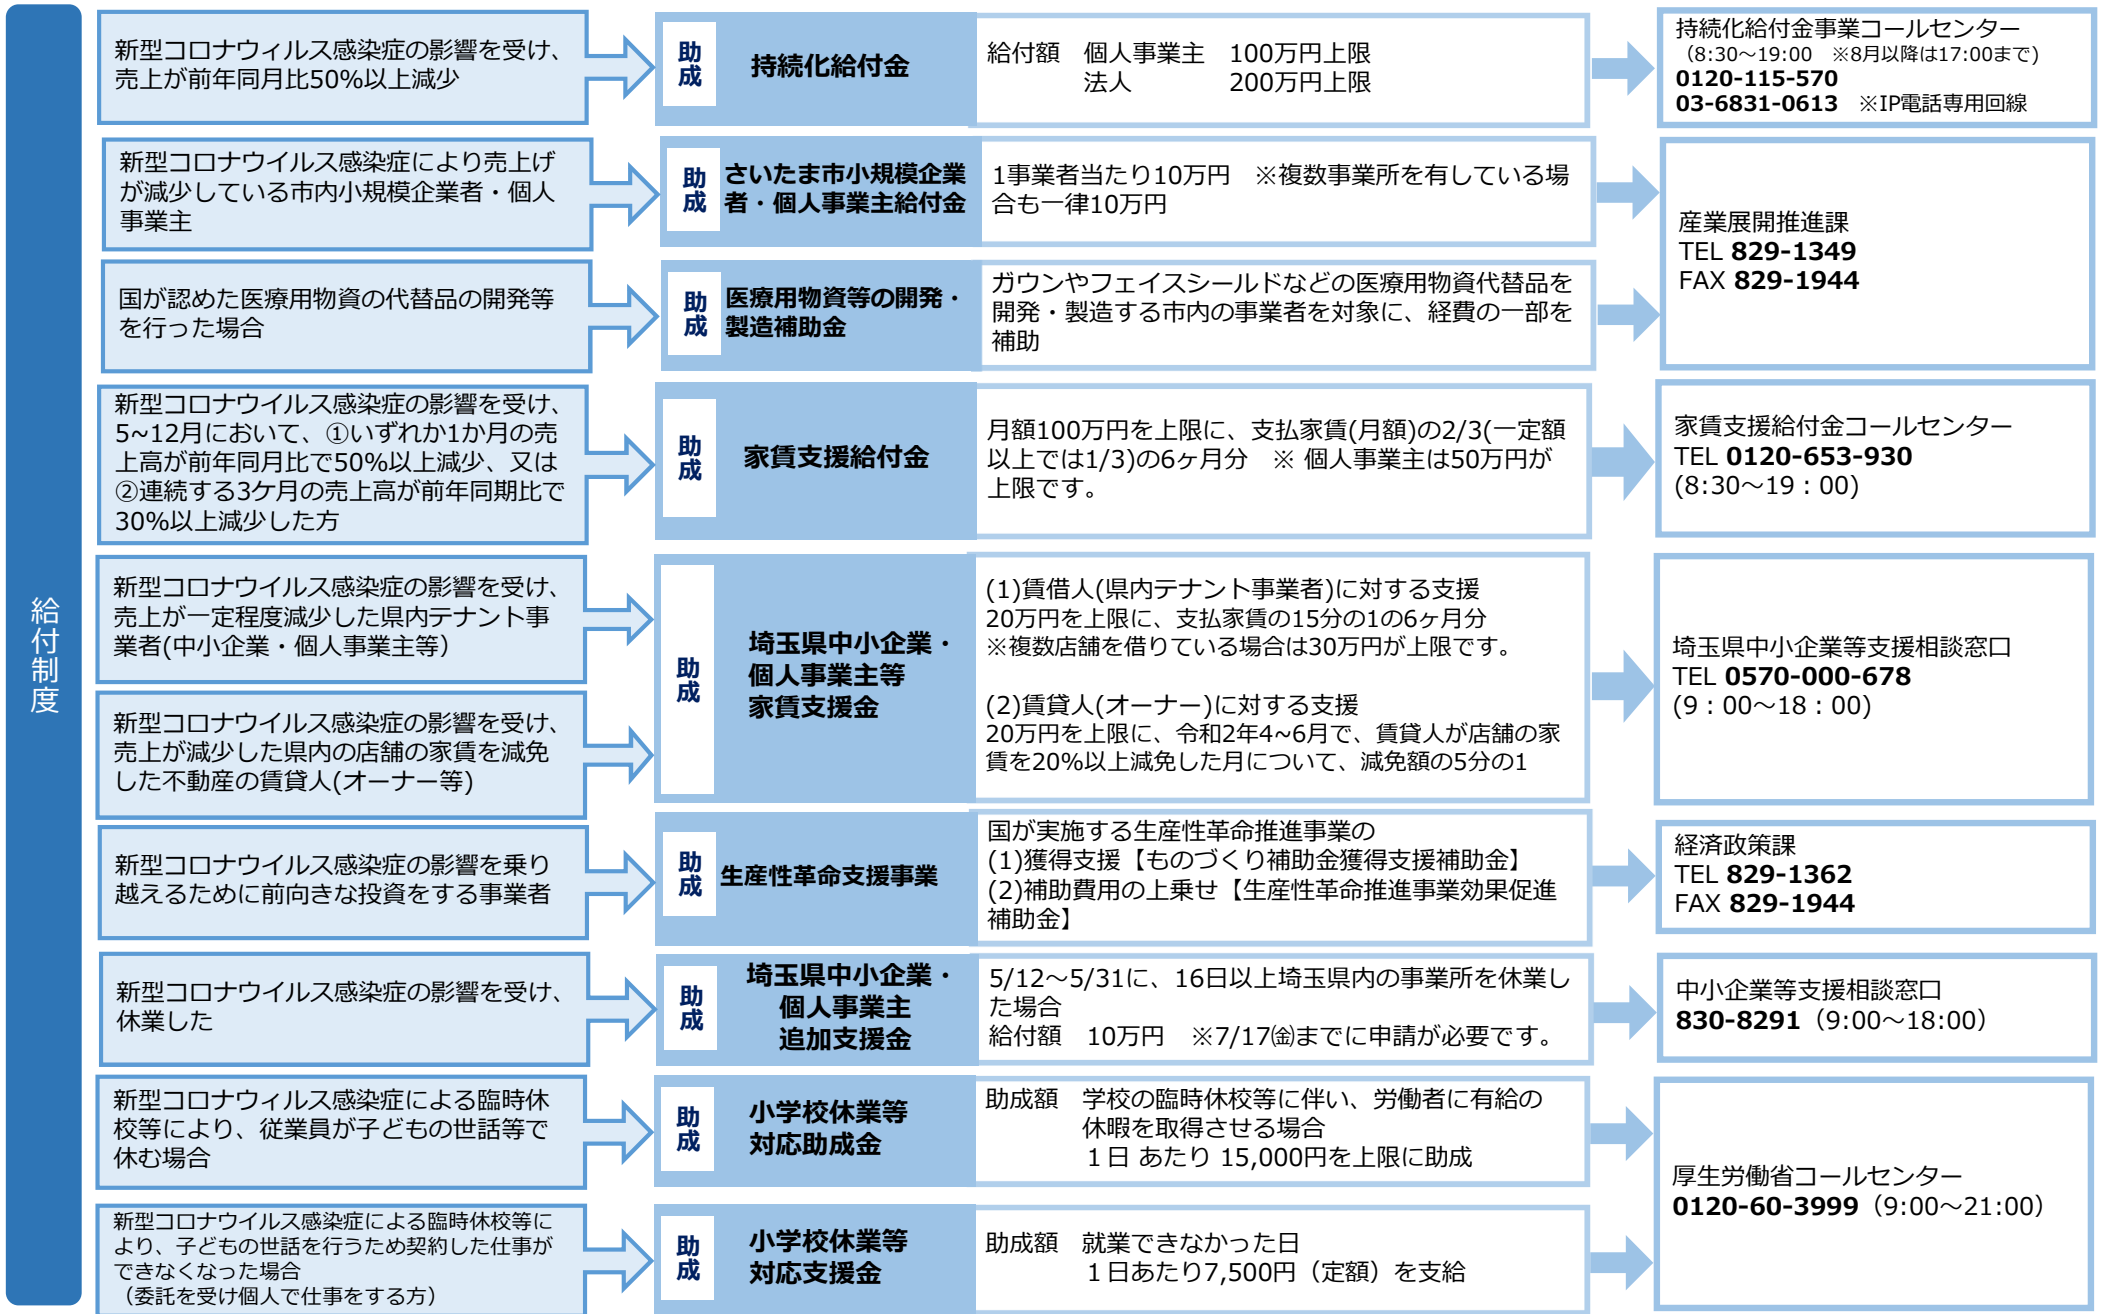 給付制度
新型コロナウィルス感染症の影響を受け、
売上が前年同月比50%以上減少
助成
持続化給付金
給付額　個人事業主　100万円上限
法人　200万円上限
持続化給付金事業コールセンター
（8:30～19:00　※8月以降は17:00まで）
0120-115-570
03-6831-0613　※IP電話専用回線
新型コロナウイルス感染症により売上げ
が減少している市内小規模企業者・個人
事業主
助成
さいたま市小規模企業
者・個人事業主給付金
1事業者当たり10万円　※複数事業所を有している場
合も一律10万円
産業展開推進課
TEL 829-1349
FAX 829-1944
国が認めた医療用物資の代替品の開発等
を行った場合
助成
医療用物資等の開発・
製造補助金
ガウンやフェイスシールドなどの医療用物資代替品を
開発・製造する市内の事業者を対象に、経費の一部を
補助
新型コロナウイルス感染症の影響を受け、
5~12月において、①いずれか1か月の売
上高が前年同月比で50%以上減少、又は
②連続する3ケ月の売上高が前年同期比で
30%以上減少した方
助成
家賃支援給付金
月額100万円を上限に、支払家賃(月額)の2/3(一定額
以上では1/3)の6ヶ月分　※ 個人事業主は50万円が
上限です。
家賃支援給付金コールセンター
TEL 0120-653-930
(8:30～19：00)
新型コロナウイルス感染症の影響を受け、
売上が一定程度減少した県内テナント事
業者(中小企業・個人事業主等）
新型コロナウイルス感染症の影響を受け、
売上が減少した県内の店舗の家賃を減免
した不動産の賃貸人(オーナー等)
助成
埼玉県中小企業・
個人事業主等
家賃支援金
(1)賃借人(県内テナント事業者)に対する支援
20万円を上限に、支払家賃の15分の1の6ヶ月分
※複数店舗を借りている場合は30万円が上限です。
(2)賃貸人(オーナー)に対する支援
20万円を上限に、令和2年4~6月で、賃貸人が店舗の家
賃を20%以上減免した月について、減免額の5分の1
埼玉県中小企業等支援相談窓口
TEL 0570-000-678
(9：00～18：00)
新型コロナウイルス感染症の影響を乗り
越えるために前向きな投資をする事業者
助成
生産性革命支援事業
国が実施する生産性革命推進事業の
(1)獲得支援【ものづくり補助金獲得支援補助金】
(2)補助費用の上乗せ【生産性革命推進事業効果促進
補助金】
経済政策課
TEL 829-1362
FAX 829-1944
新型コロナウイルス感染症の影響を受け、
休業した
助成
埼玉県中小企業・
個人事業主
追加支援金
5/12～5/31に、16日以上埼玉県内の事業所を休業し
た場合
給付額　10万円　※7/17㈮までに申請が必要です。
中小企業等支援相談窓口
830-8291（9:00～18:00）
新型コロナウィルス感染症による臨時休
校等により、従業員が子どもの世話等で
休む場合
助成
小学校休業等
対応助成金
助成額　学校の臨時休校等に伴い、労働者に有給の
休暇を取得させる場合
１日 あたり 15,000円を上限に助成
厚生労働省コールセンター
0120-60-3999（9:00～21:00）
新型コロナウイルス感染症による臨時休校等に
より、子どもの世話を行うため契約した仕事が
できなくなった場合
（委託を受け個人で仕事をする方）
助成
小学校休業等
対応支援金
助成額　就業できなかった日
１日あたり7,500円（定額）を支給